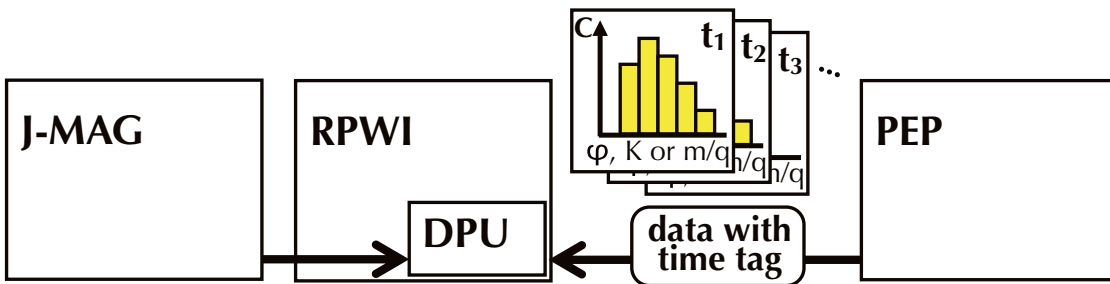 J-MAG
RPWI
DPU
C
t1
t2
t3
...
φ, K or m/q
n/q
n/q
data with
time tag
PEP